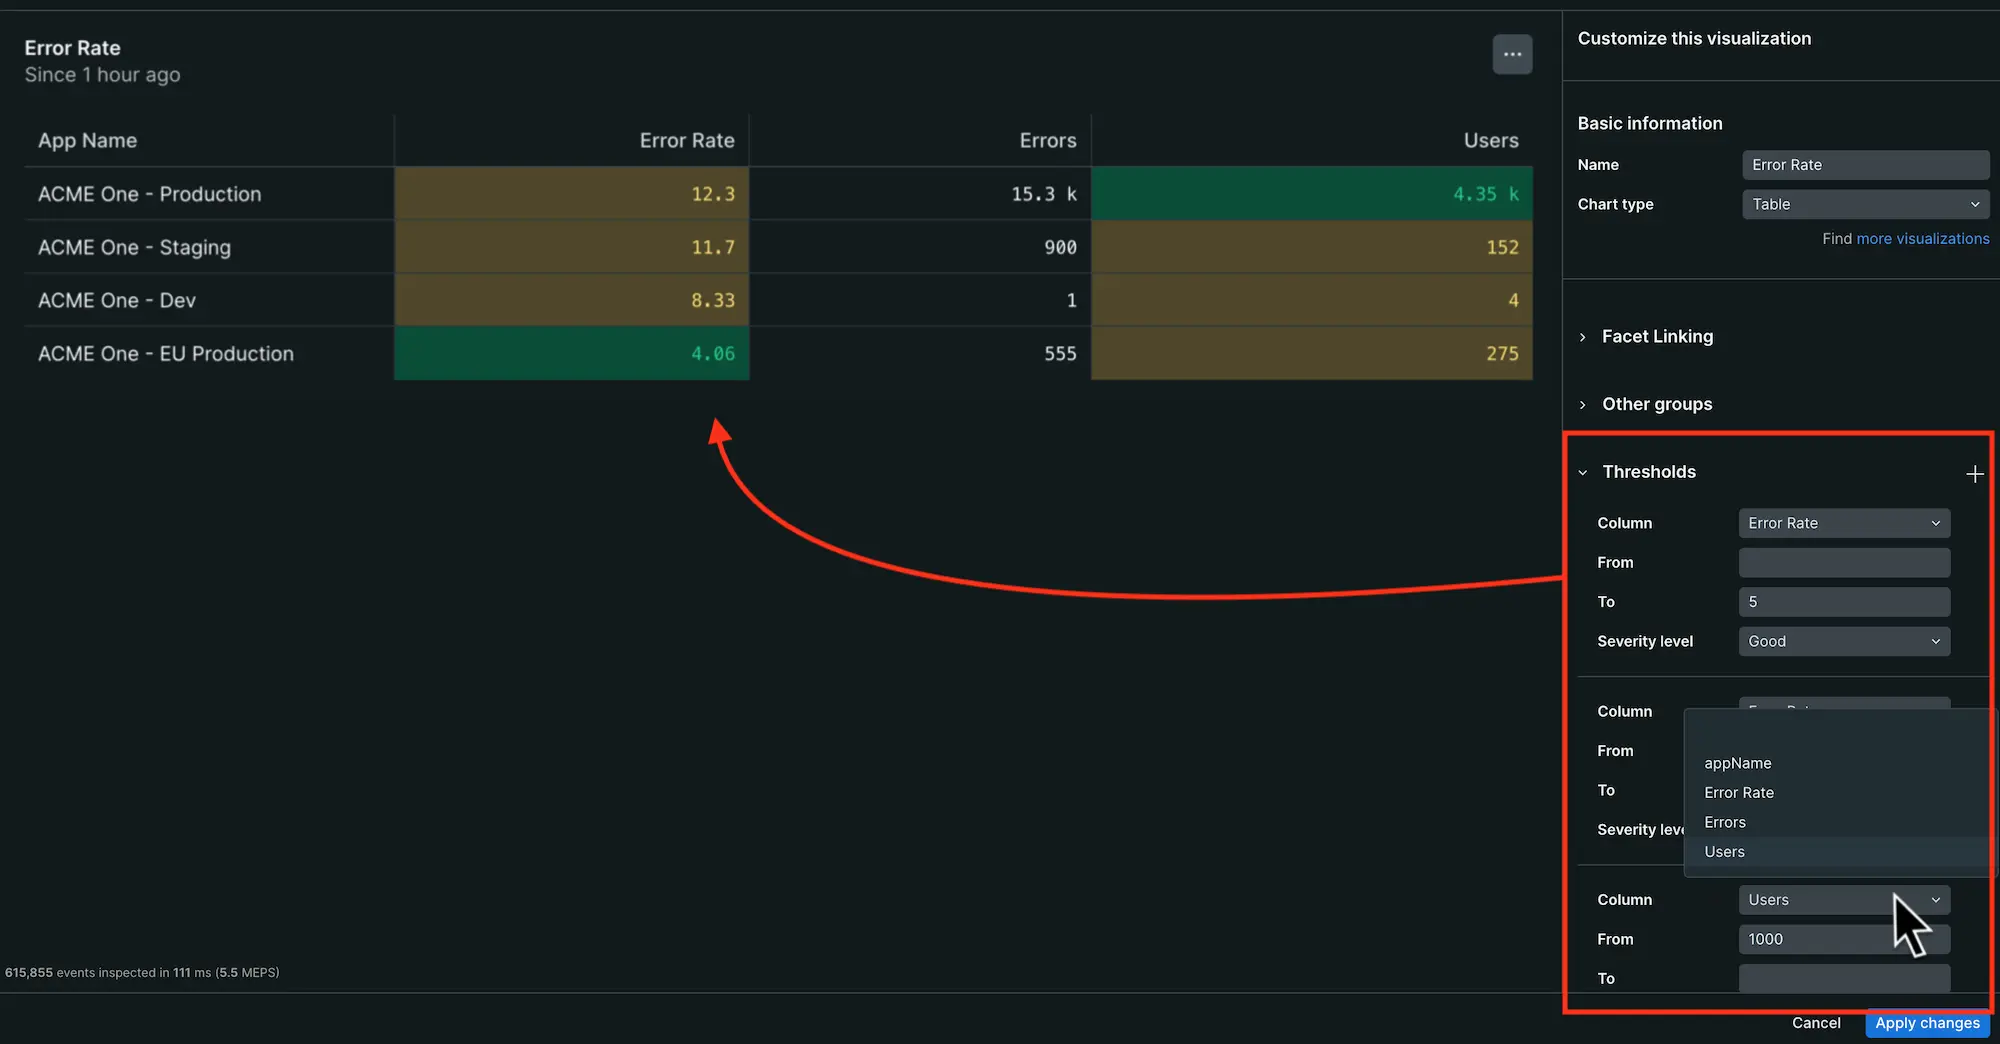 Error Rate
Since 1 hour ago
...
App Name Error Rate Errors Users
ACME One - Production 12.3 15.3 k 4.35 k
ACME One - Staging 11.7 900 152
ACME One - Dev 8.33 1 4
ACME One - EU Production 4.06 555 275
615,855 events inspected in 111 ms (5.5 MEPS)
Customize this visualization
Basic information
Name Error Rate
Chart type Table
Find more visualizations
Facet Linking
Other groups
Thresholds
Column Error Rate
From
To 5
Severity level Good
Column
From
To
Severity
appName
Error Rate
Errors
Users
Column Users
From 1000
To
Cancel Apply changes